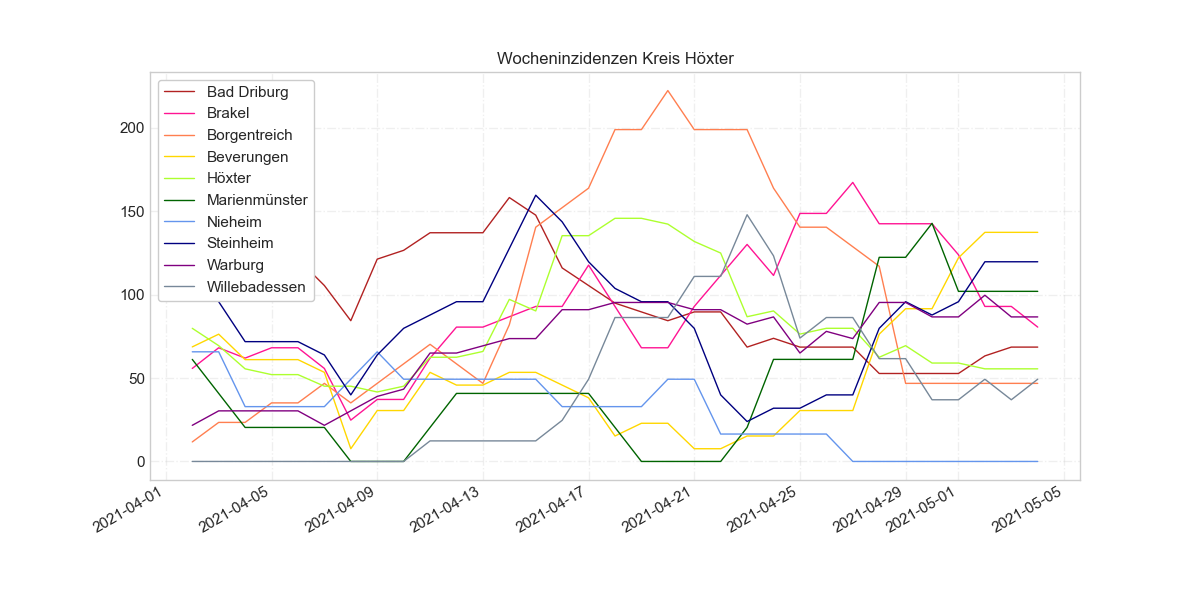 Wocheninzidenzen Kreis Höxter
Bad Driburg
Brakel
Borgentreich
Beverungen
Höxter
Marienmünster
Nieheim
Steinheim
Warburg
Willebadessen
200
150
100
50
0
2021-04-01
2021-04-05
2021-04-09
2021-04-13
2021-04-17
2021-04-21
2021-04-25
2021-04-29
2021-05-01
2021-05-05